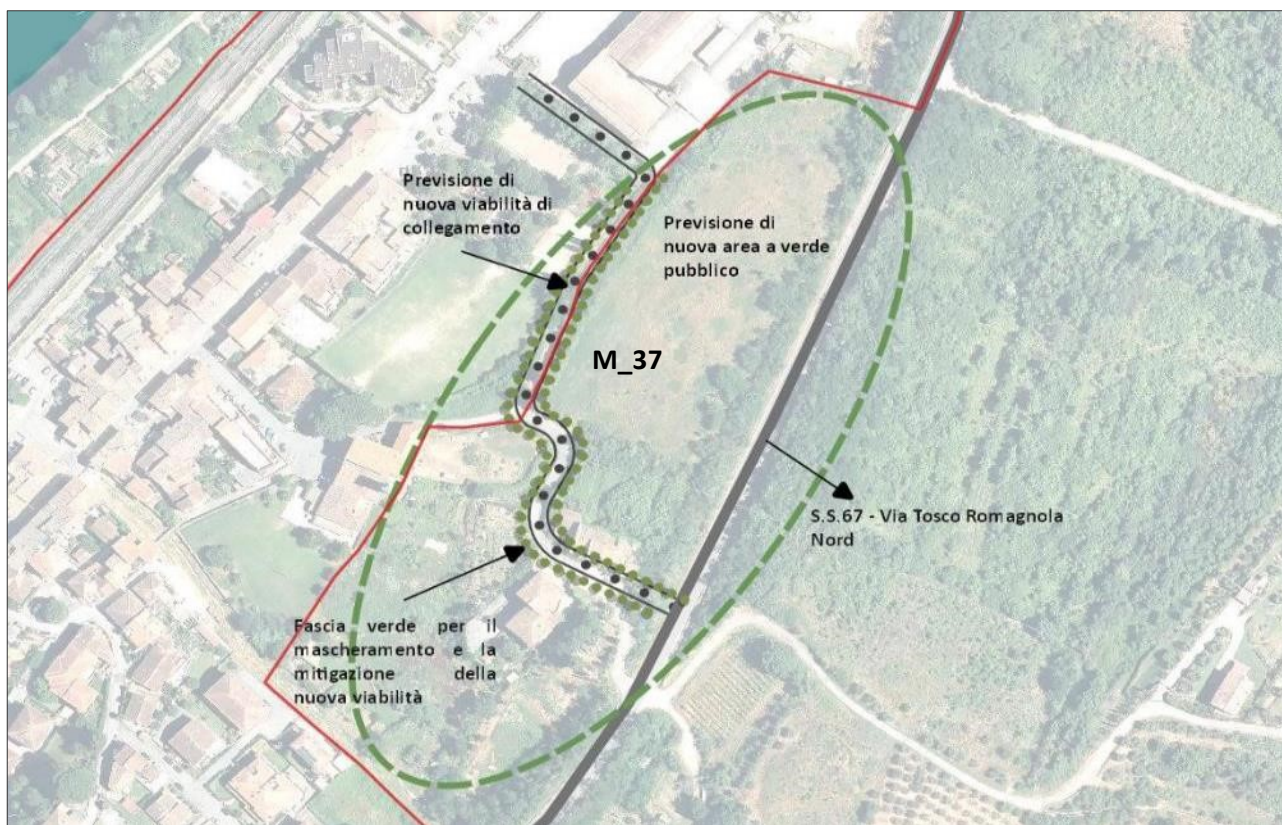 Previsione di
nuova viabilità di
collegamento
Previsione di
nuova area a verde
pubblico
M_37
S.S.67 - Via Tosco Romagnola
Nord
Fascia verde per il
mascheramento e la
mitigazione della
nuova viabilità